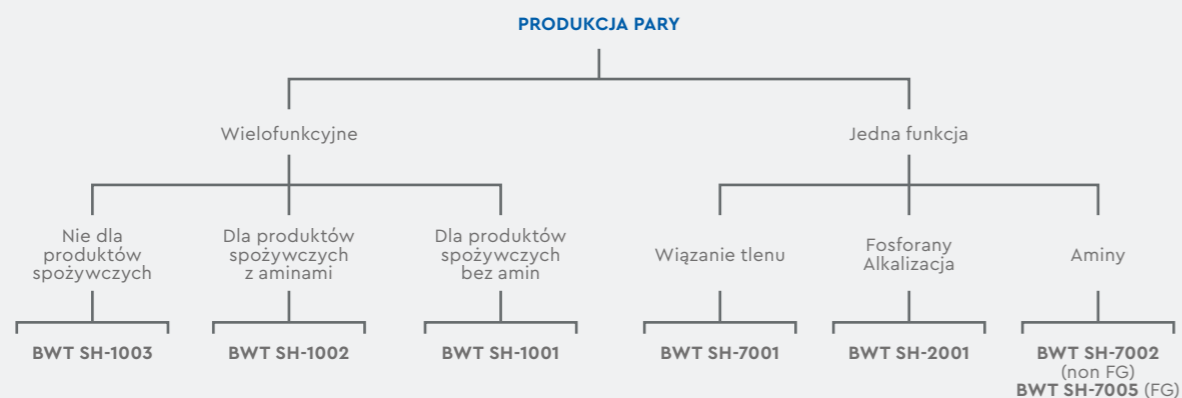 PRODUKCJA PARY
Wielofunkcyjne
Jedna funkcja
Nie dla
produktów
spożywczych
Dla produktów
spożywczych
z aminami
Dla produktów
spożywczych
bez amin
Wiązanie tlenu
Fosforany
Alkalizacja
Aminy
BWT SH-1003
BWT SH-1002
BWT SH-1001
BWT SH-7001
BWT SH-2001
BWT SH-7002
(non FG)
BWT SH-7005 (FG)